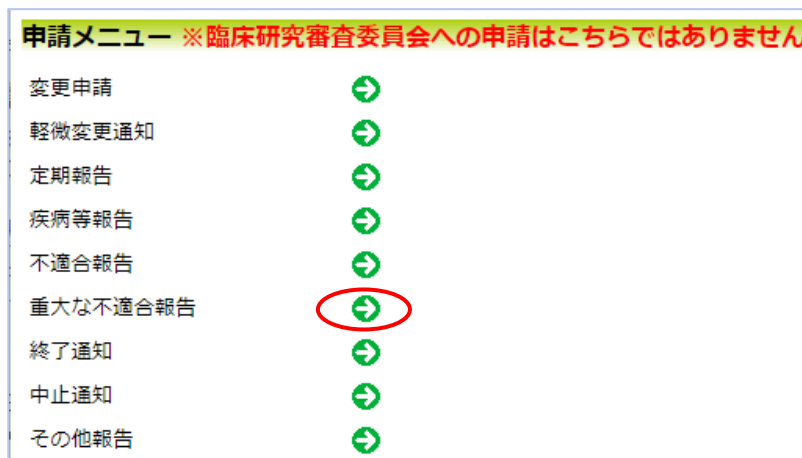 申請メニュー ※臨床研究審査委員会への申請はこちらではありません
変更申請
軽微変更通知
定期報告
疾病等報告
不適合報告
重大な不適合報告
終了通知
中止通知
その他報告